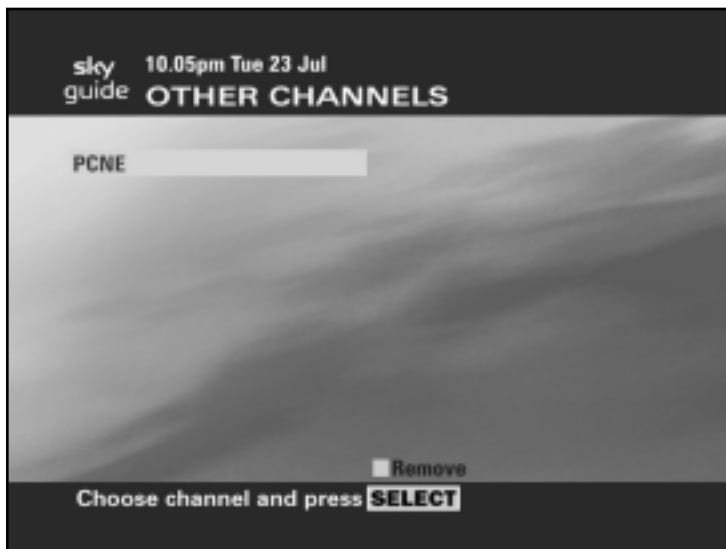 sky guide
10.05pm Tue 23 Jul
OTHER CHANNELS
PCNE
Remove
Choose channel and press SELECT